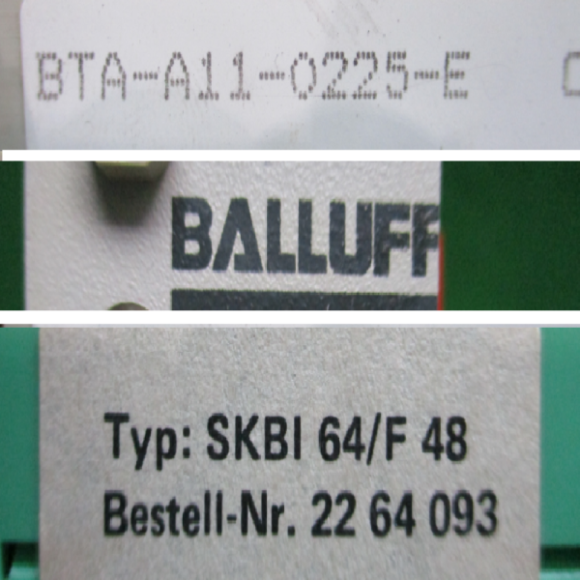 BTA-A11-0225-E
BALLUFF
Typ: SKBI 64/F 48
Bestell-Nr. 22 64 093